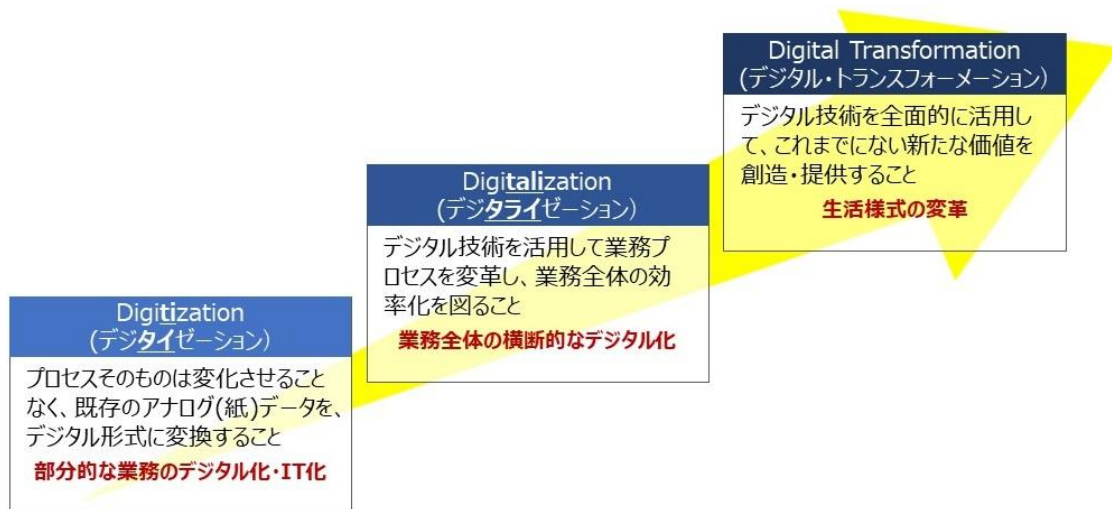 Digital Transformation
(デジタル・トランスフォーメーション)
デジタル技術を全面的に活用し
て、これまでにない新たな価値を
創造・提供すること
生活様式の変革
Digitalization
(デジタライゼーション)
デジタル技術を活用して業務プ
ロセスを変革し、業務全体の効
率化を図ること
業務全体の横断的なデジタル化
Digitization
(デジタイゼーション)
プロセスそのものは変化させること
なく、既存のアナログ(紙)データを、
デジタル形式に変換すること
部分的な業務のデジタル化・IT化